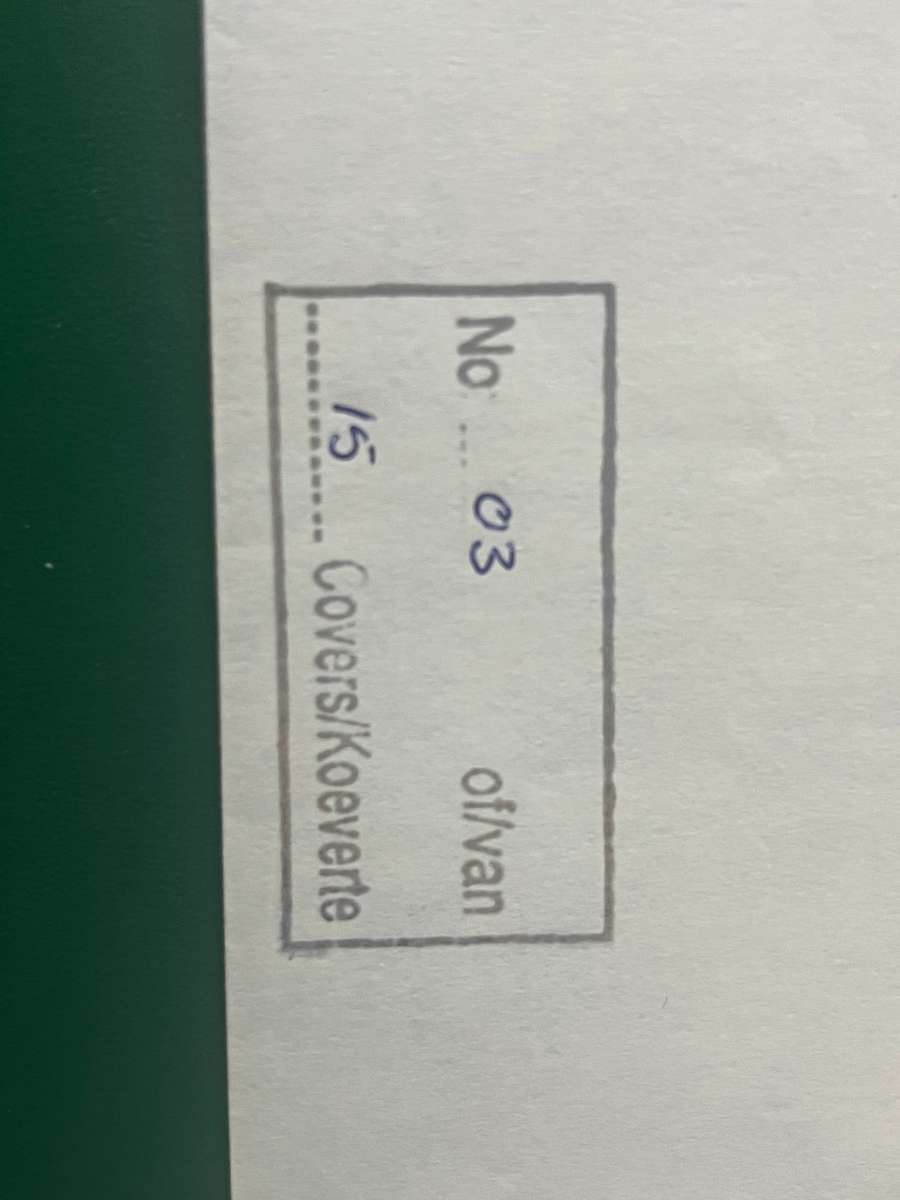 No: ... 03 of/van
............ 15 Covers/Koeverte